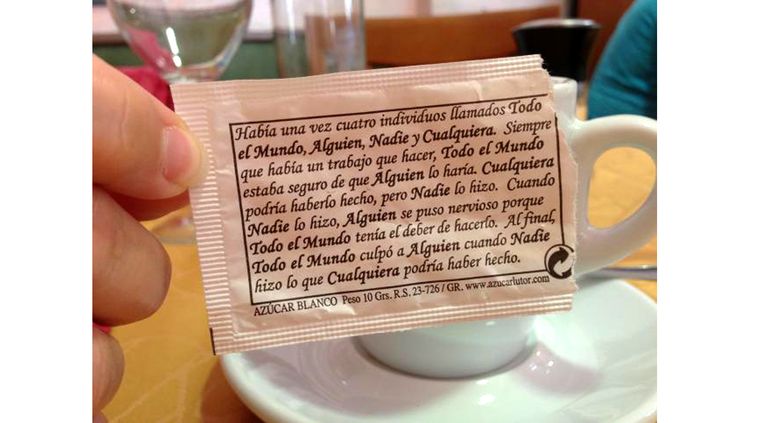 Había una vez cuatro individuos llamados Todo
el Mundo, Alguien, Nadie y Cualquiera. Siempre
que había un trabajo que hacer, Todo el Mundo
estaba seguro de que Alguien lo haría. Cualquiera
podría haberlo hecho, pero Nadie lo hizo. Cuando
Nadie lo hizo, Alguien se puso nervioso porque
Todo el Mundo tenía el deber de hacerlo. Al final,
Todo el Mundo culpó a Alguien cuando Nadie
hizo lo que Cualquiera podría haber hecho.
AZÚCAR BLANCO Peso 10 Grs. R.S. 23-726 / GR. www.azucarlutor.com